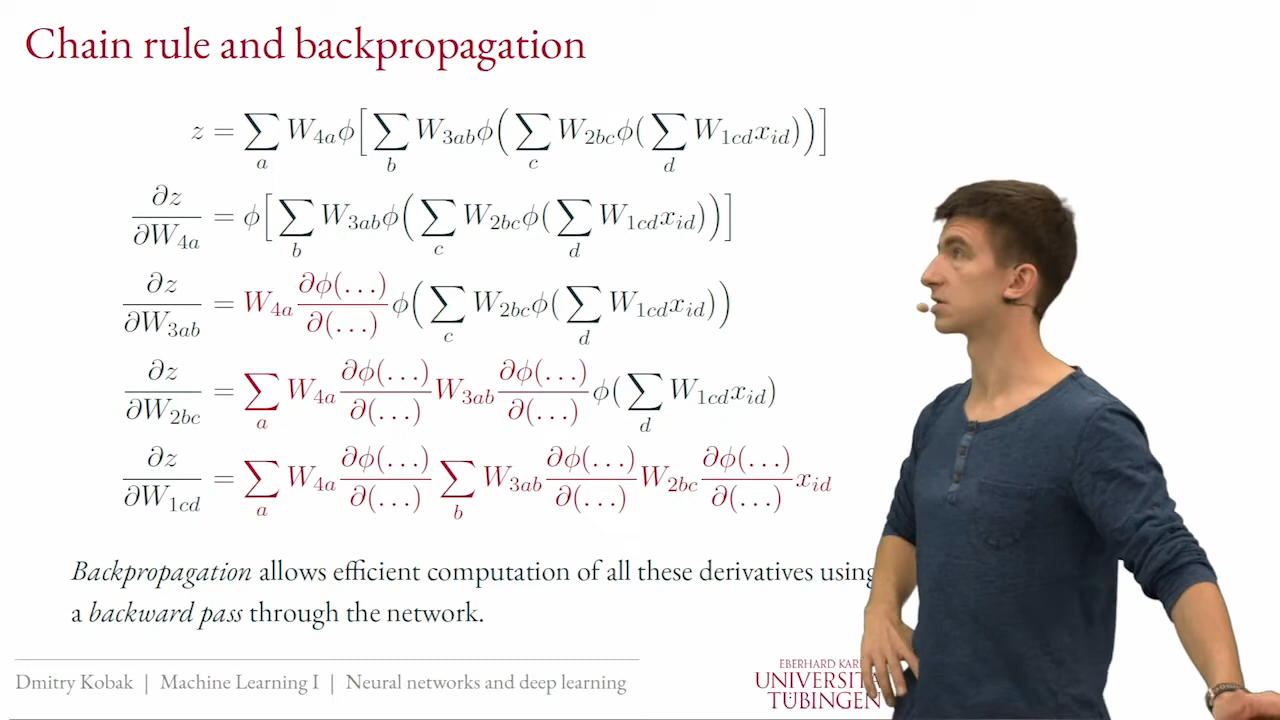 Chain rule and backpropagation
z = ∑_a W_{4a}ϕ[∑_b W_{3ab}ϕ(∑_c W_{2bc}ϕ(∑_d W_{1cd}x_{id}))]
∂z/∂W_{4a} = ϕ[∑_b W_{3ab}ϕ(∑_c W_{2bc}ϕ(∑_d W_{1cd}x_{id}))]
∂z/∂W_{3ab} = W_{4a} ∂ϕ(...)/∂(...) ϕ(∑_c W_{2bc}ϕ(∑_d W_{1cd}x_{id}))
∂z/∂W_{2bc} = ∑_a W_{4a} ∂ϕ(...)/∂(...) W_{3ab} ∂ϕ(...)/∂(...) ϕ(∑_d W_{1cd}x_{id})
∂z/∂W_{1cd} = ∑_a W_{4a} ∂ϕ(...)/∂(...) ∑_b W_{3ab} ∂ϕ(...)/∂(...) W_{2bc} ∂ϕ(...)/∂(...) x_{id}
Backpropagation allows efficient computation of all these derivatives using
a backward pass through the network.
Dmitry Kobak | Machine Learning I | Neural networks and deep learning
EBERHARD
TÜBINGEN